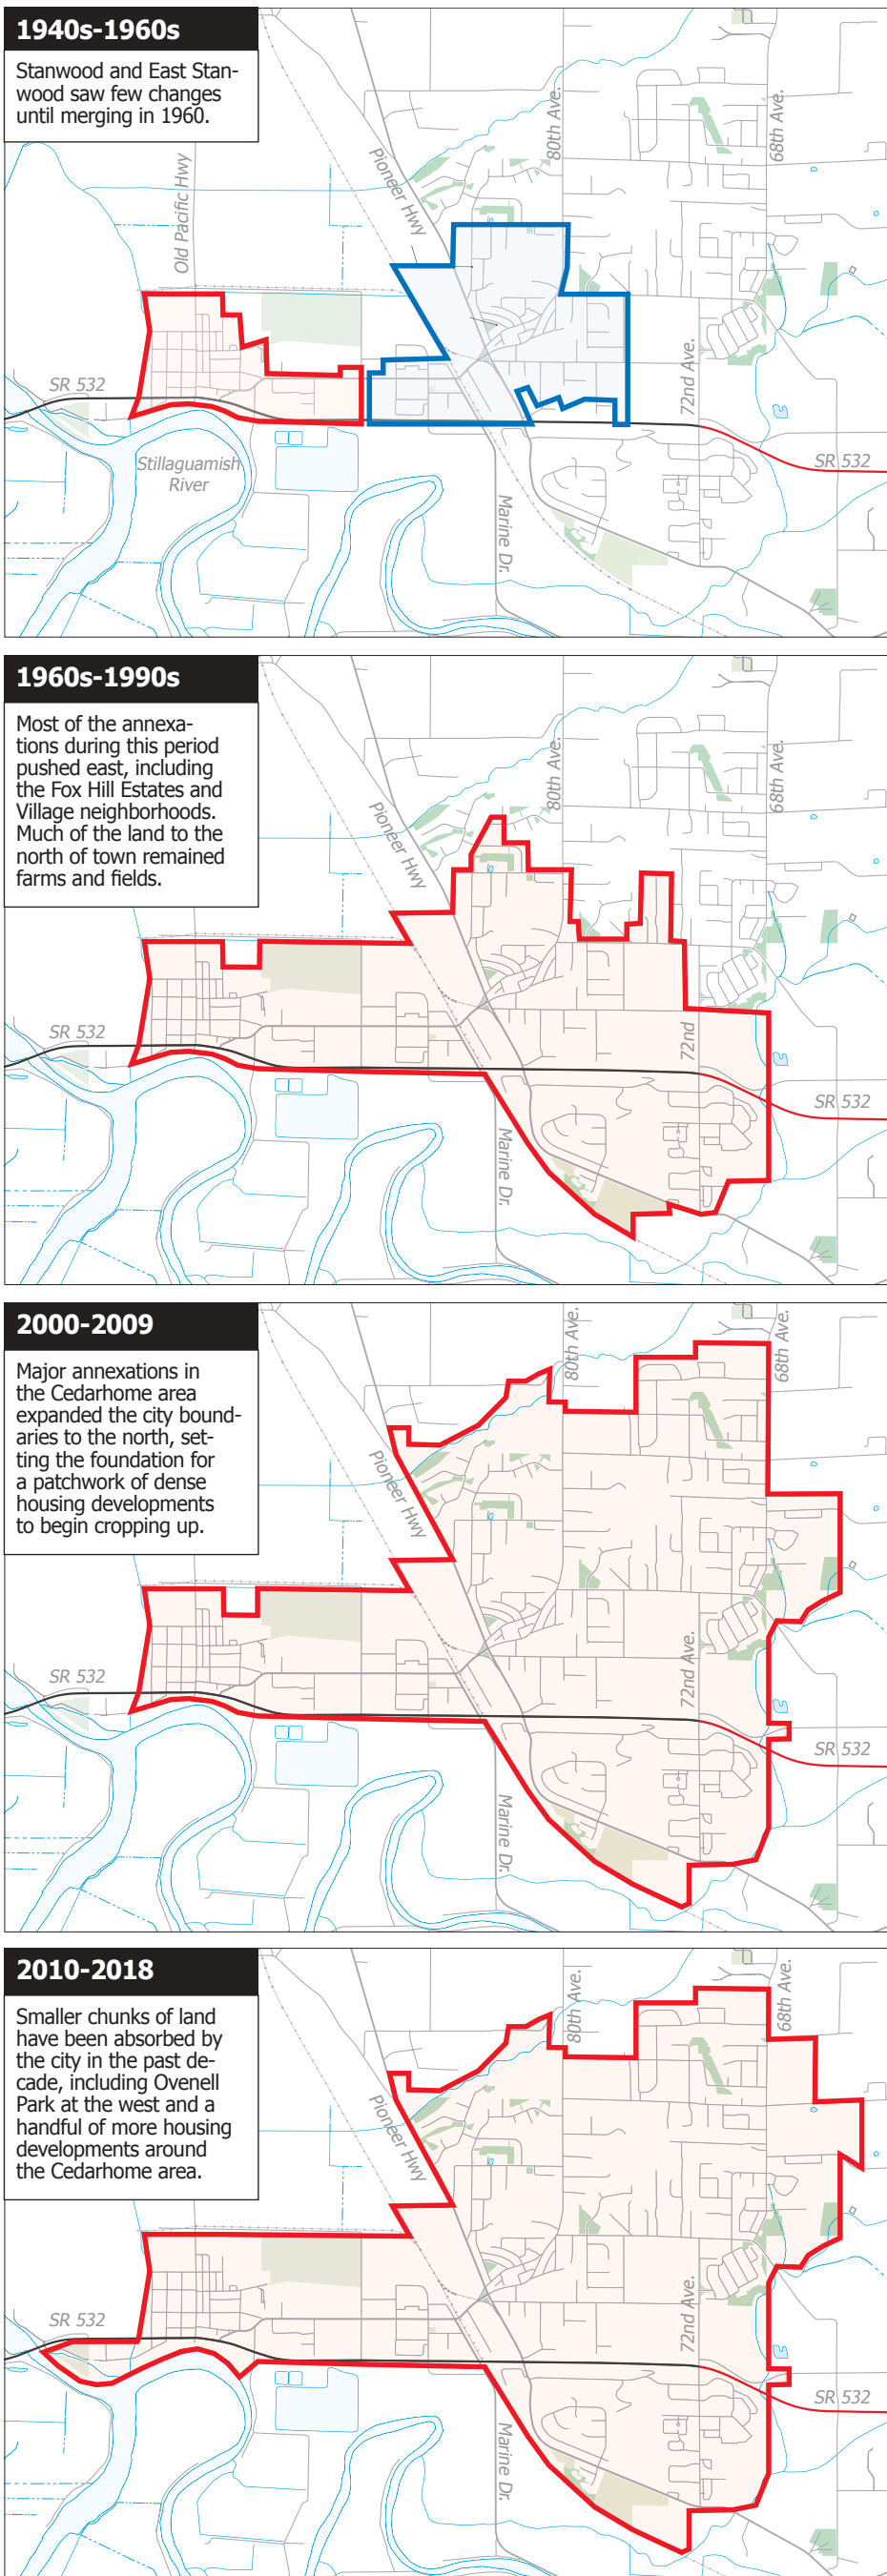 1940s-1960s
Stanwood and East Stan-
wood saw few changes
until merging in 1960.
Old Pacific Hwy
Pioneer Hwy
80th Ave.
68th Ave.
72nd Ave.
SR 532
Stillaguamish
River
Marine Dr.
SR 532
1960s-1990s
Most of the annexa-
tions during this period
pushed east, including
the Fox Hill Estates and
Village neighborhoods.
Much of the land to the
north of town remained
farms and fields.
Pioneer Hwy
80th Ave.
68th Ave.
72nd
SR 532
Marine Dr.
SR 532
2000-2009
Major annexations in
the Cedarhome area
expanded the city bound-
aries to the north, set-
ting the foundation for
a patchwork of dense
housing developments
to begin cropping up.
Pioneer Hwy
80th Ave.
68th Ave.
72nd Ave.
SR 532
Marine Dr.
SR 532
2010-2018
Smaller chunks of land
have been absorbed by
the city in the past de-
cade, including Ovenell
Park at the west and a
handful of more housing
developments around
the Cedarhome area.
Pioneer Hwy
80th Ave.
68th Ave.
72nd Ave.
SR 532
Marine Dr.
SR 532